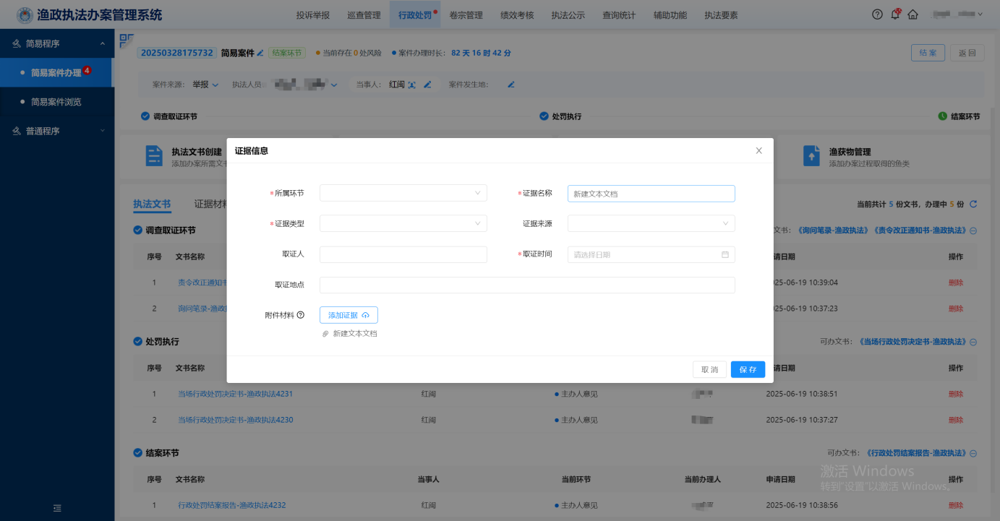 渔政执法办案管理系统 投诉举报 巡查管理 行政处罚 卷宗管理 绩效考核 执法公示 查询统计 辅助功能 执法要素
简易程序
简易案件办理 4
简易案件浏览
普通程序
20250328175732 简易案件 结案环节 当前存在 0 处风险 案件办理时长: 82 天 16 时 42 分 结 案 返 回
案件来源: 举报 执法人员 当事人: 红闽 案件发生地:
调查取证环节 处罚执行 结案环节
执法文书创建 渔获物管理
添加办案所需文书 添加办案过程取得的鱼类
证据信息
*所属环节 *证据名称 新建文本文档
*证据类型 证据来源
取证人 *取证时间 请选择日期
取证地点
附件材料 添加证据
新建文本文档
取 消 保 存
执法文书 证据材料 当前共计 5 份文书，办理中 5 份
调查取证环节 文书: 《询问笔录-渔政执法》《责令改正通知书-渔政执法》
序号 文书名称 请日期 操作
1 责令改正通知书 025-06-19 10:39:04 删除
2 询问笔录-渔政 025-06-19 10:37:23 删除
处罚执行 可办文书: 《当场行政处罚决定书-渔政执法》
序号 文书名称 请日期 操作
1 当场行政处罚决定书-渔政执法4231 红闽 主办人意见 2025-06-19 10:38:51 删除
2 当场行政处罚决定书-渔政执法4230 红闽 主办人意见 2025-06-19 10:37:27 删除
结案环节 可办文书: 《行政处罚结案报告-渔政执法》
序号 文书名称 当事人 当前环节 当前办理人 申请日期 操作
1 行政处罚结案报告-渔政执法4232 红闽 主办人意见 2025-06-19 10:38:56 删除
激活 Windows
转到"设置"以激活 Windows。